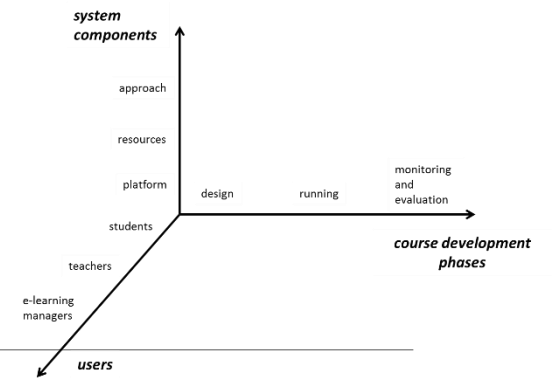 system
components
approach
resources
platform
design
running
monitoring
and
evaluation
students
course development
phases
teachers
e-learning
managers
users